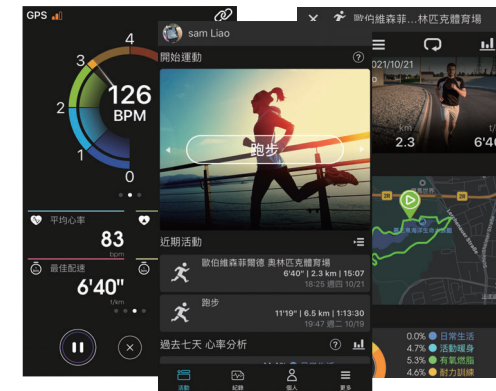 GPS
4
3
2
1
0
126
BPM
平均心率
83
bpm
最佳配速
6'40"
t/km
sam Liao
開始運動
跑步
近期活動
歐伯維森菲爾德 奧林匹克體育場
6'40" | 2.3 km | 15:07
18:25 週四 10/21
跑步
11'19" | 6.5 km | 1:13:30
19:47 週二 10/19
過去七天 心率分析
活動
紀錄
個人
更多
歐伯維森菲...林匹克體育場
021/10/21
km
2.3
6'40
0.0% 日常生活
4.7% 活動暖身
5.3% 有氧燃脂
4.6% 耐力訓練